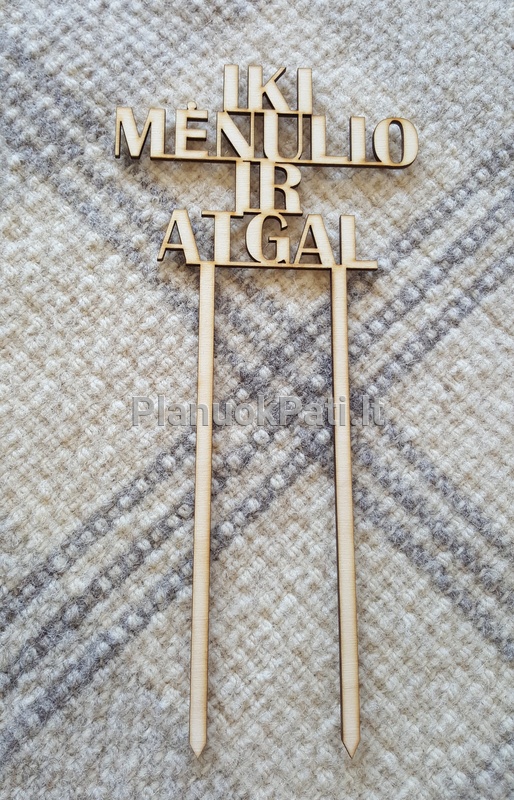 IKI
MĖNULIO
IR
ATGAL
PlanuokPati.lt